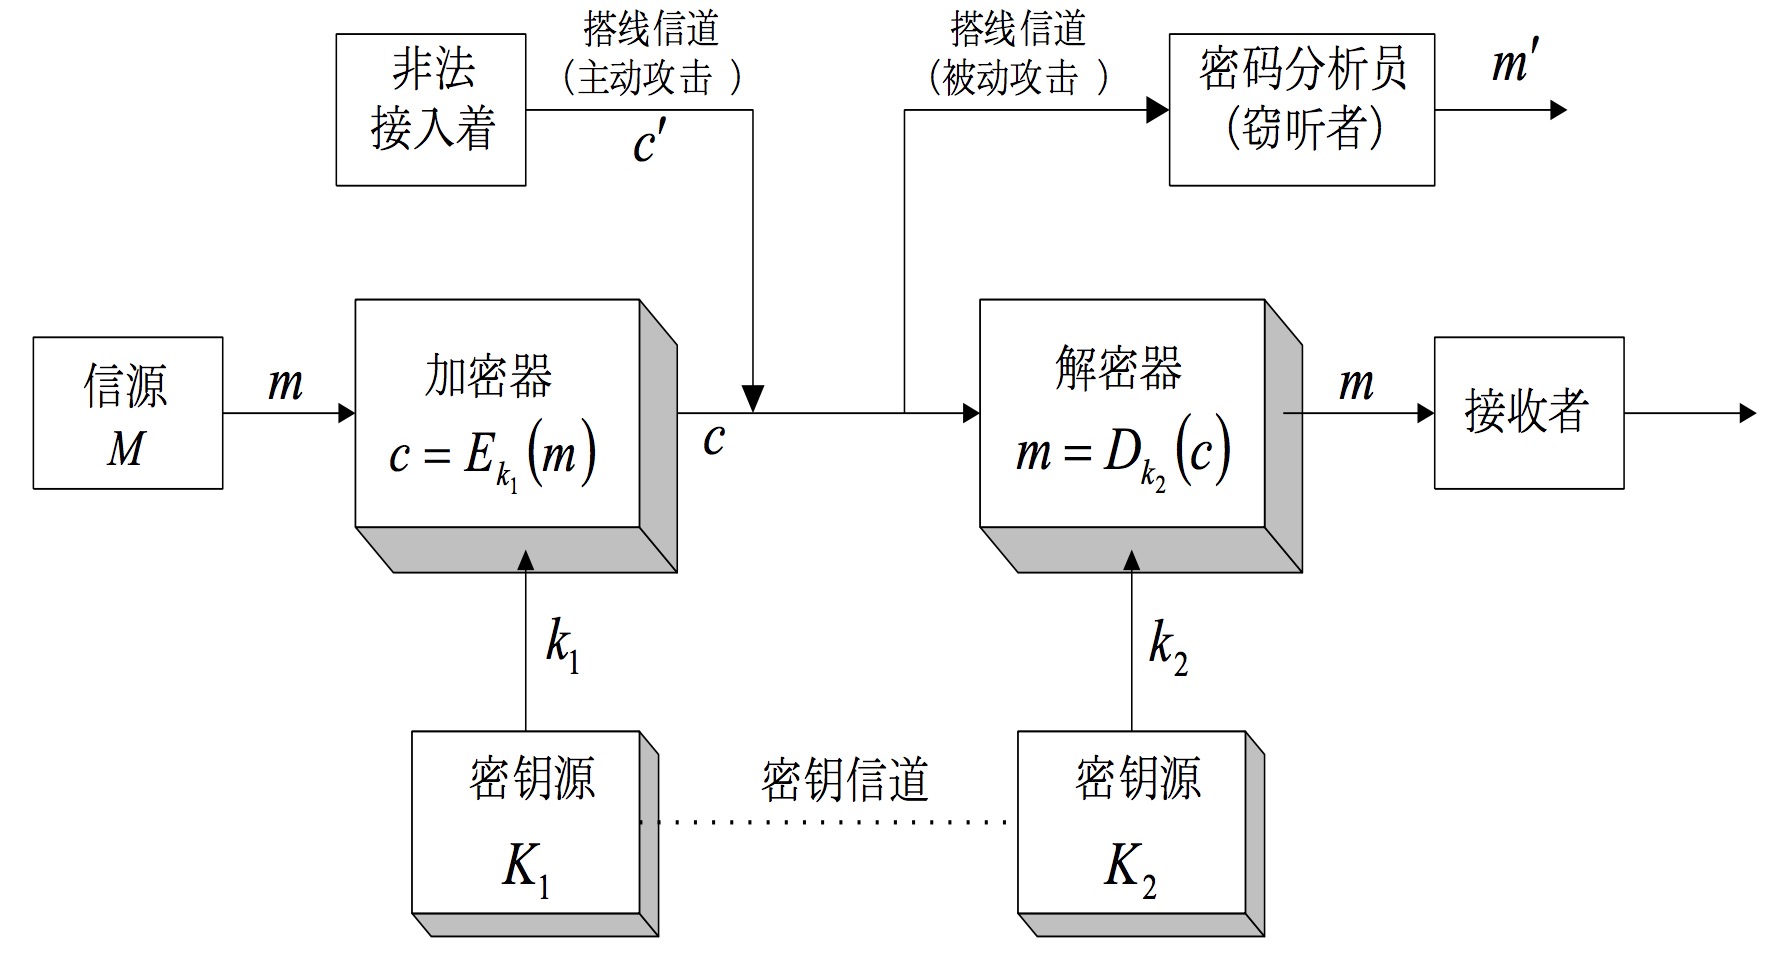 非法
接入着
搭线信道
（主动攻击 ）
c′
搭线信道
（被动攻击 ）
密码分析员
（窃听者）
m′
信源
M
m
加密器
c = E_{k_1}(m)
c
解密器
m = D_{k_2}(c)
m
接收者
k_1
k_2
密钥源
K_1
密钥信道
密钥源
K_2